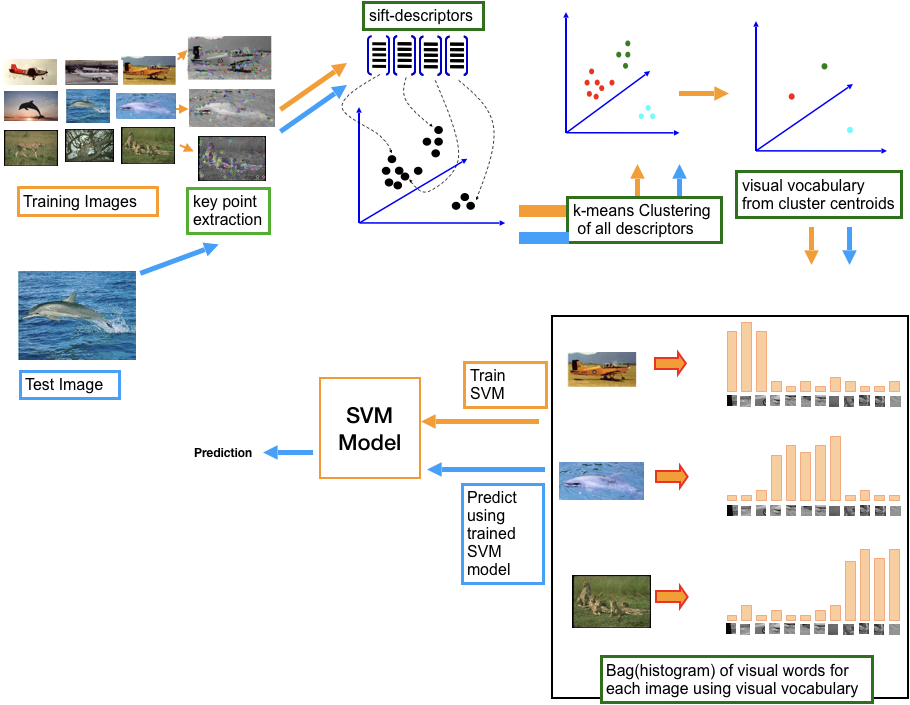 sift-descriptors
Training Images
key point
extraction
k-means Clustering
of all descriptors
visual vocabulary
from cluster centroids
Test Image
Train
SVM
SVM
Model
Prediction
Predict
using
trained
SVM
model
Bag(histogram) of visual words for
each image using visual vocabulary